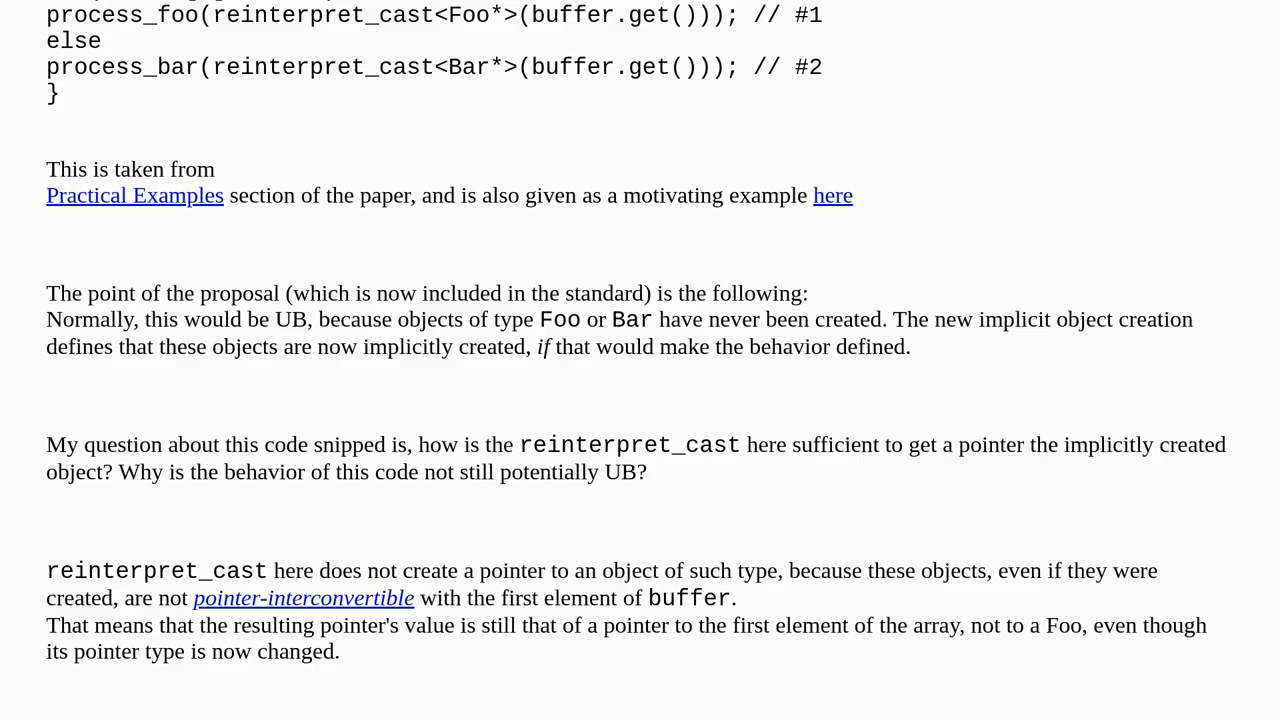 process_foo(reinterpret_cast<Foo*>(buffer.get())); // #1
else
process_bar(reinterpret_cast<Bar*>(buffer.get())); // #2
}
This is taken from
Practical Examples section of the paper, and is also given as a motivating example here
The point of the proposal (which is now included in the standard) is the following:
Normally, this would be UB, because objects of type Foo or Bar have never been created. The new implicit object creation
defines that these objects are now implicitly created, if that would make the behavior defined.
My question about this code snipped is, how is the reinterpret_cast here sufficient to get a pointer the implicitly created
object? Why is the behavior of this code not still potentially UB?
reinterpret_cast here does not create a pointer to an object of such type, because these objects, even if they were
created, are not pointer-interconvertible with the first element of buffer.
That means that the resulting pointer's value is still that of a pointer to the first element of the array, not to a Foo, even though
its pointer type is now changed.